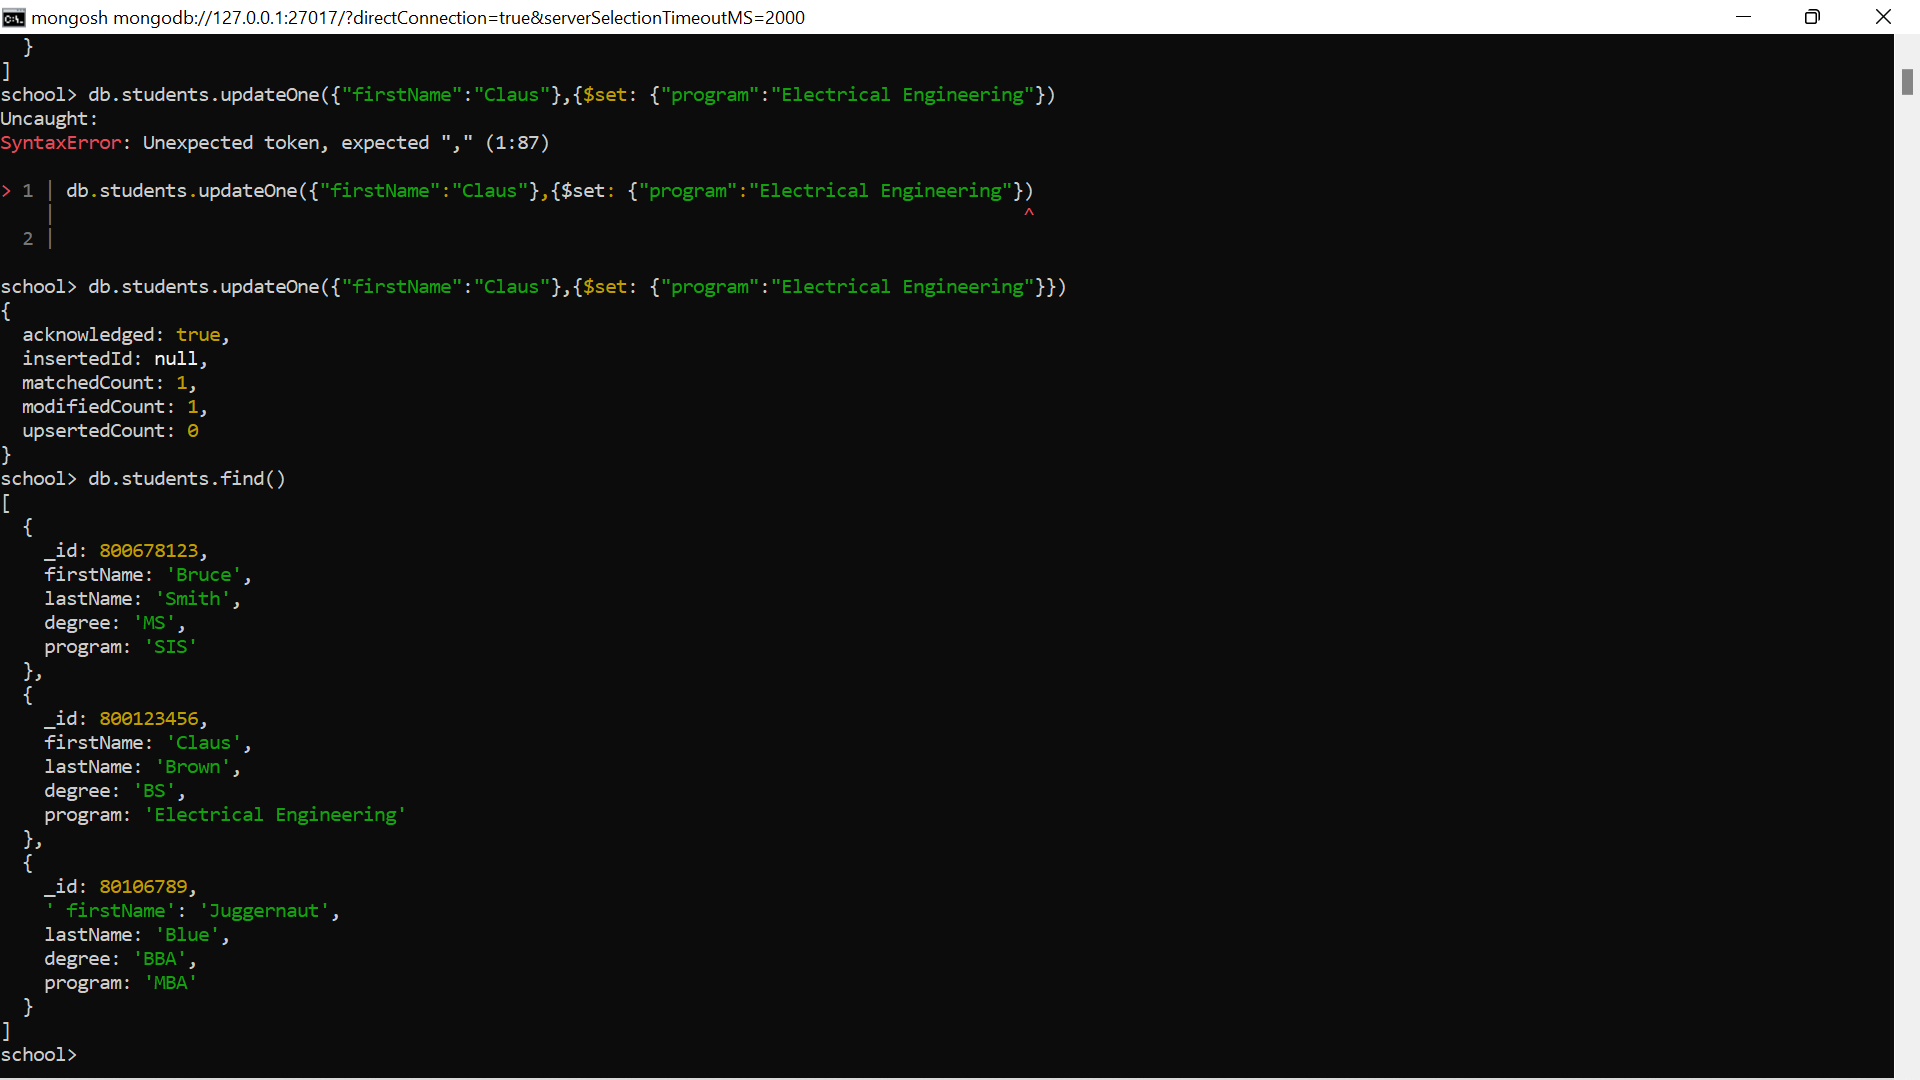 mongosh mongodb://127.0.0.1:27017/?directConnection=true&serverSelectionTimeoutMS=2000
  }
]
school> db.students.updateOne({"firstName":"Claus"},{$set: {"program":"Electrical Engineering"})
Uncaught:
SyntaxError: Unexpected token, expected "," (1:87)
> 1 | db.students.updateOne({"firstName":"Claus"},{$set: {"program":"Electrical Engineering"})
    |                                                                                        ^
  2 |
school> db.students.updateOne({"firstName":"Claus"},{$set: {"program":"Electrical Engineering"}})
{
  acknowledged: true,
  insertedId: null,
  matchedCount: 1,
  modifiedCount: 1,
  upsertedCount: 0
}
school> db.students.find()
[
  {
    _id: 800678123,
    firstName: 'Bruce',
    lastName: 'Smith',
    degree: 'MS',
    program: 'SIS'
  },
  {
    _id: 800123456,
    firstName: 'Claus',
    lastName: 'Brown',
    degree: 'BS',
    program: 'Electrical Engineering'
  },
  {
    _id: 80106789,
    ' firstName': 'Juggernaut',
    lastName: 'Blue',
    degree: 'BBA',
    program: 'MBA'
  }
]
school>